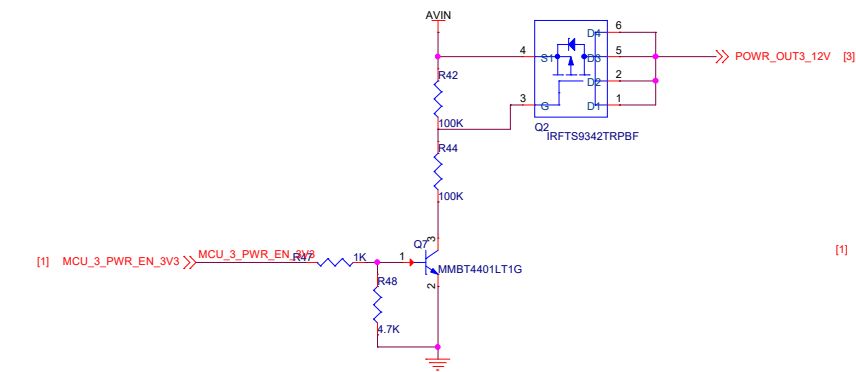 AVIN
6
D4
4
S1
D3
5
POWR_OUT3_12V [3]
R42
D2
2
3
G
D1
1
100K
Q2
IRFTS9342TRPBF
R44
100K
3
Q7
[1] MCU_3_PWR_EN_3V3
MCU_3_PWR_EN_3V3
R47
1K
1
[1]
MMBT4401LT1G
R48
2
4.7K